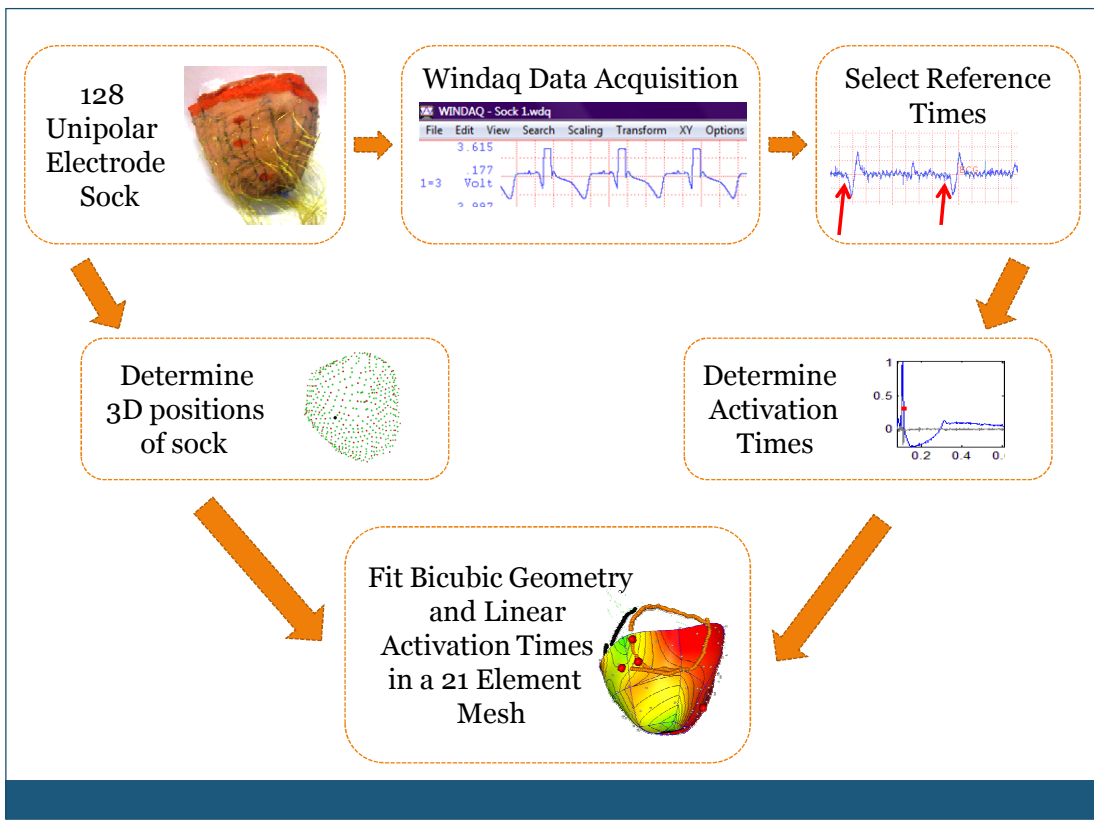 128
Unipolar
Electrode
Sock
Windaq Data Acquisition
WINDAQ - Sock 1.wdq
File Edit View Search Scaling Transform XY Options
3.615
.177
1=3 Volt
Select Reference
Times
Determine
3D positions
of sock
Determine
Activation
Times
1
0.5
0
0.2 0.4
Fit Bicubic Geometry
and Linear
Activation Times
in a 21 Element
Mesh